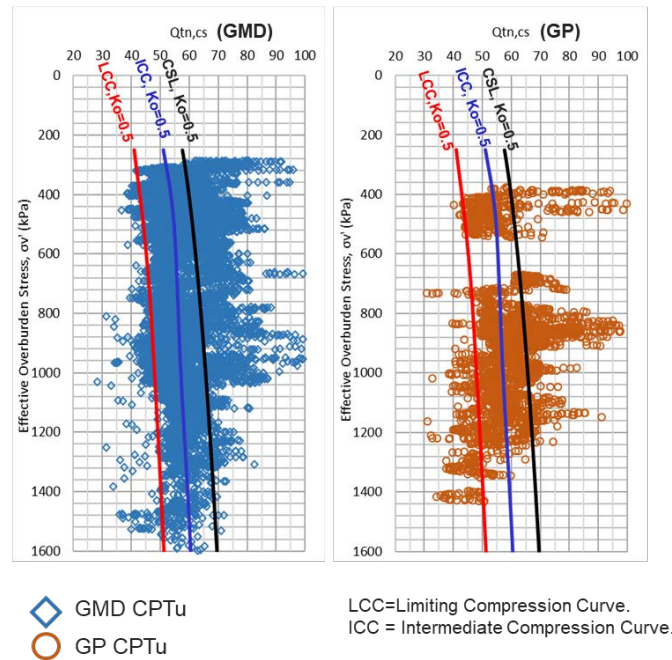 Qtn,cs (GMD)
20 30 40 50 60 70 80 90 100
0
200
400
600
800
1000
1200
1400
1600
Effective Overburden Stress, σv' (kPa)
LCC,Ko=0.5
ICC, Ko=0.5
CSL, Ko=0.5
Qtn,cs (GP)
20 30 40 50 60 70 80 90 100
0
200
400
600
800
1000
1200
1400
1600
Effective Overburden Stress, σv' (kPa)
LCC,Ko=0.5
ICC, Ko=0.5
CSL, Ko=0.5
GMD CPTu
GP CPTu
LCC=Limiting Compression Curve.
ICC = Intermediate Compression Curve.